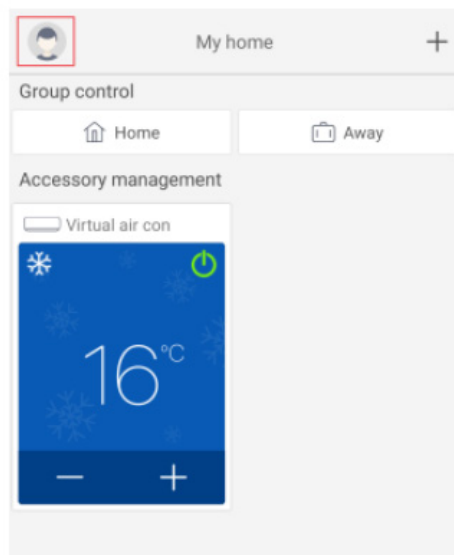 My home
Group control
Home
Away
Accessory management
Virtual air con
16°C